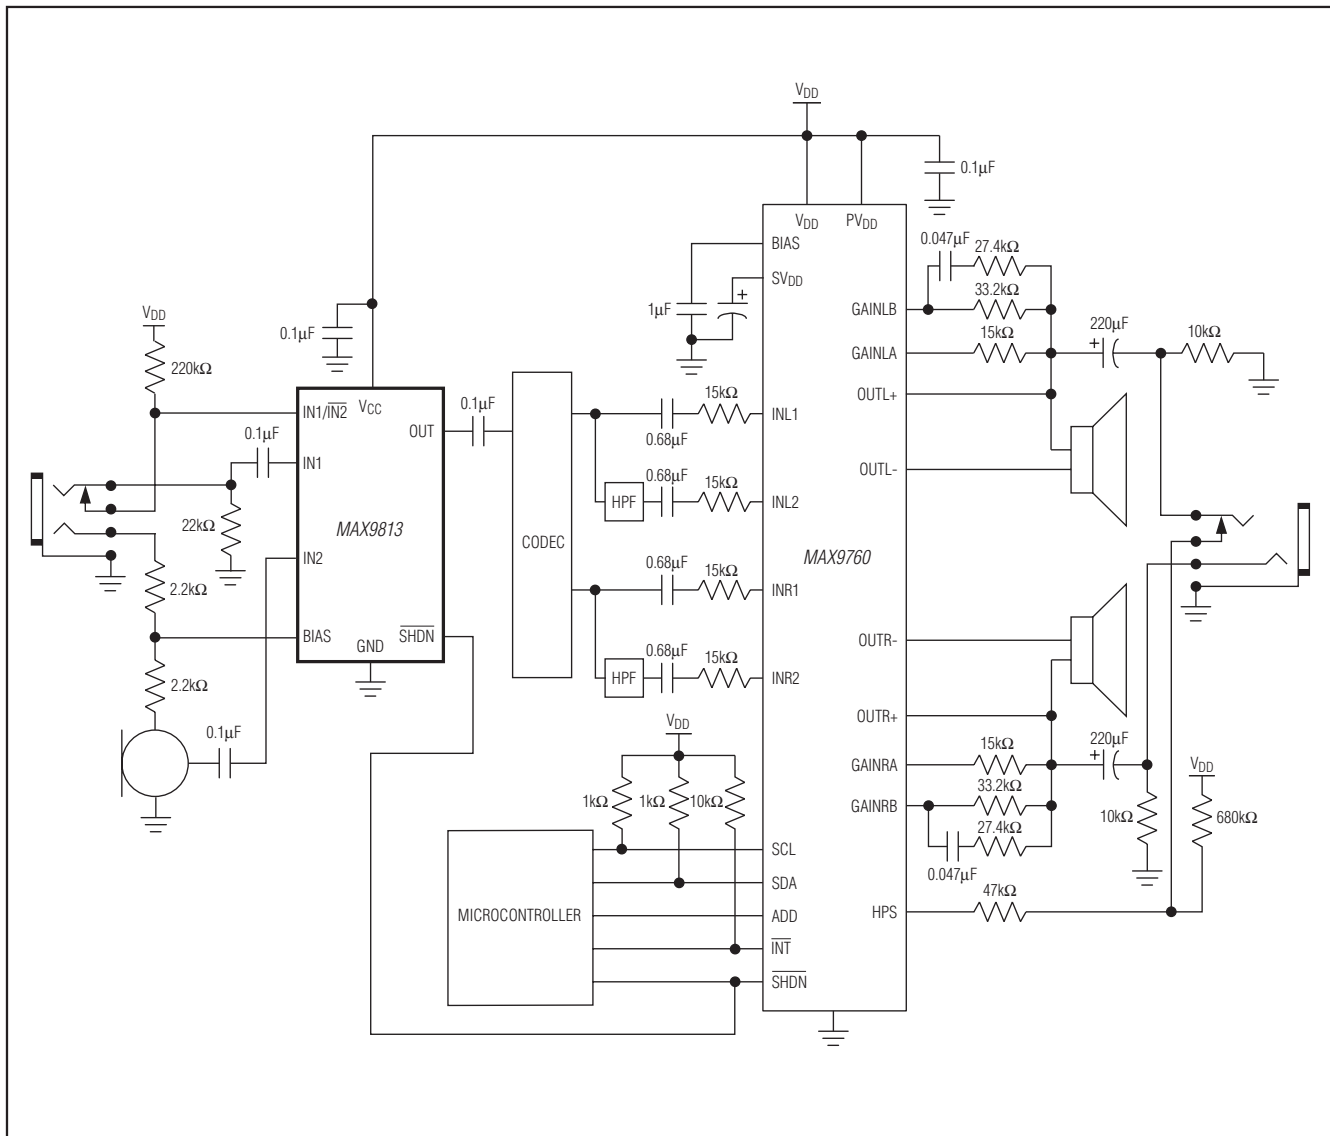 VDD
0.1µF
VDD PVDD
BIAS
SVDD
1µF
+
0.047µF
27.4kΩ
33.2kΩ
GAINLB
15kΩ
GAINLA
220µF
+
10kΩ
OUTL+
OUTL-
VDD
220kΩ
0.1µF
IN1/IN2
VCC
OUT
0.1µF
IN1
0.1µF
22kΩ
MAX9813
IN2
2.2kΩ
BIAS
GND
SHDN
2.2kΩ
0.1µF
CODEC
15kΩ
0.68µF
INL1
0.68µF
15kΩ
HPF
INL2
MAX9760
0.68µF
15kΩ
INR1
0.68µF
15kΩ
HPF
INR2
OUTR-
OUTR+
15kΩ
GAINRA
220µF
+
33.2kΩ
GAINRB
27.4kΩ
0.047µF
10kΩ
VDD
680kΩ
HPS
47kΩ
VDD
1kΩ
1kΩ
10kΩ
MICROCONTROLLER
SCL
SDA
ADD
INT
SHDN